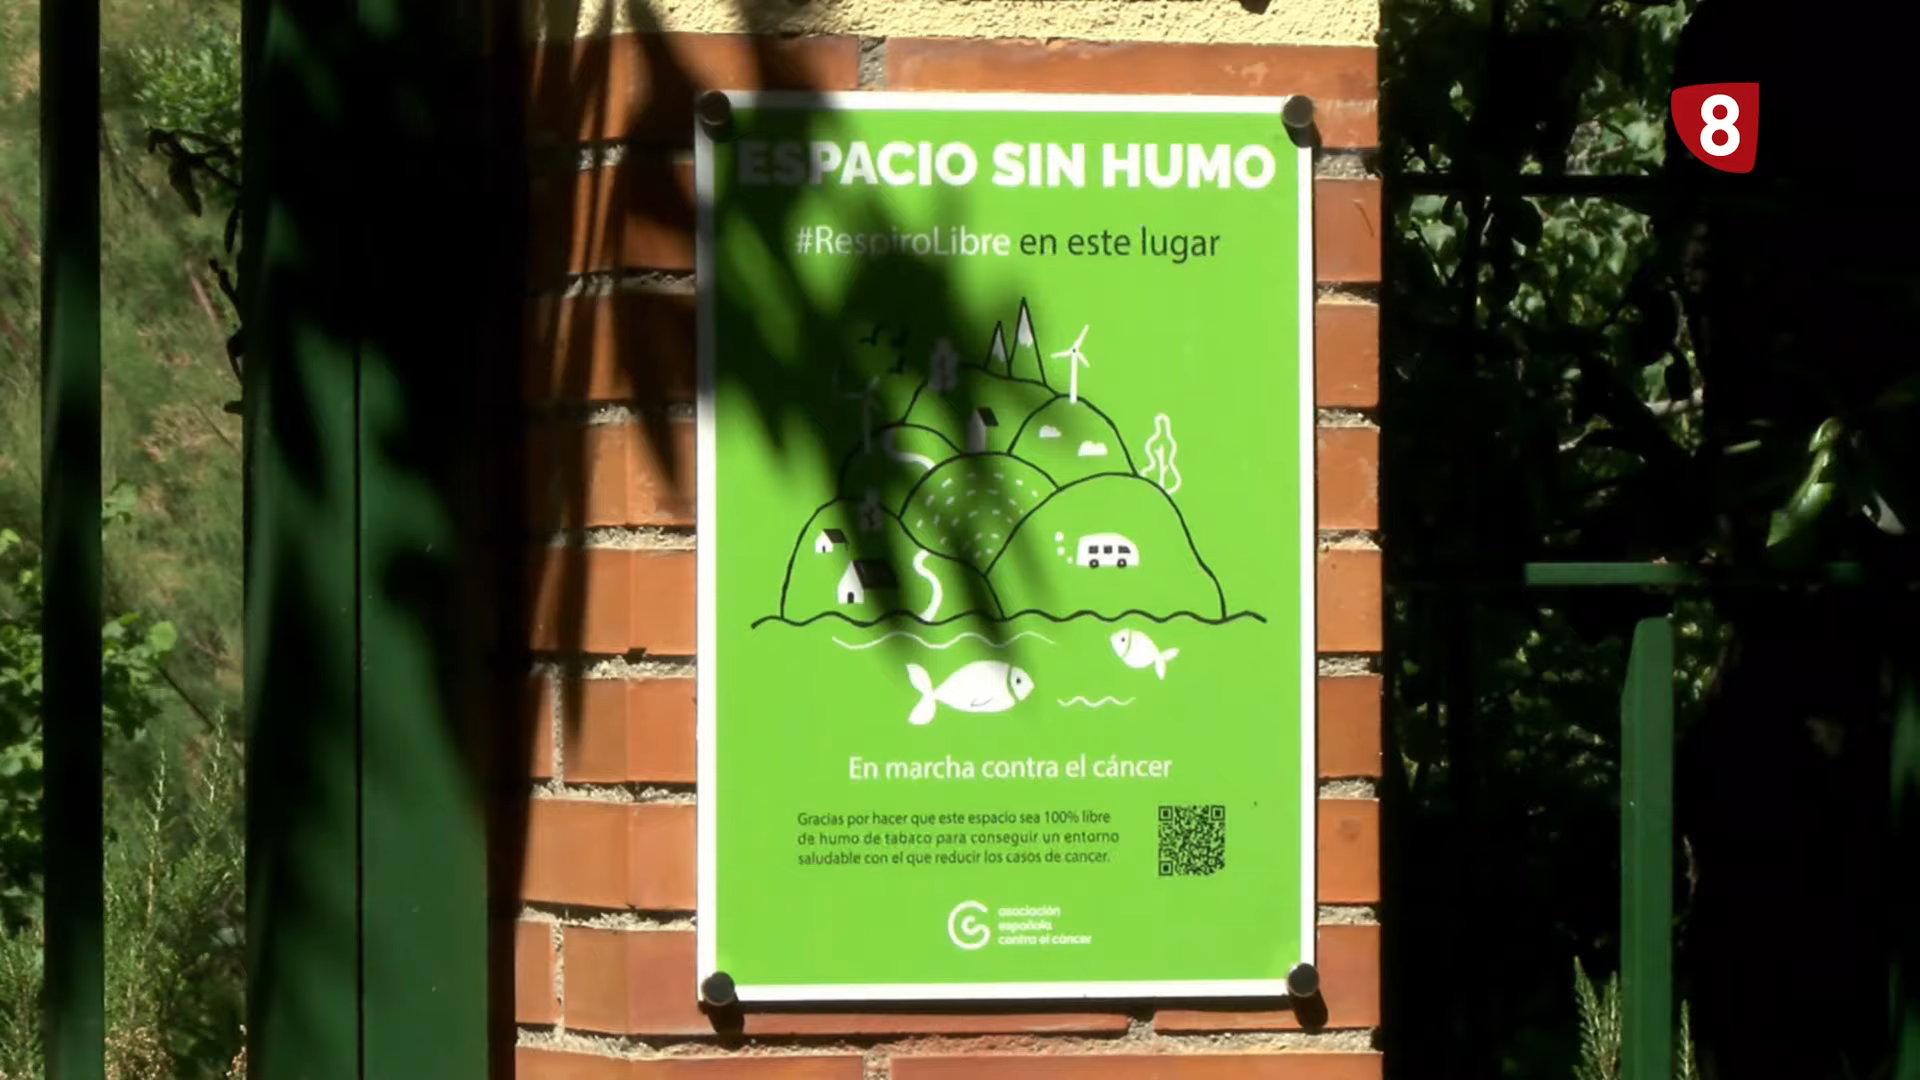 8
ESPACIO SIN HUMO
#RespiroLibre en este lugar
En marcha contra el cáncer
Gracias por hacer que este espacio sea 100% libre
de humo de tabaco para conseguir un entorno
saludable con el que reducir los casos de cancer.
asociación
española
contra el cáncer